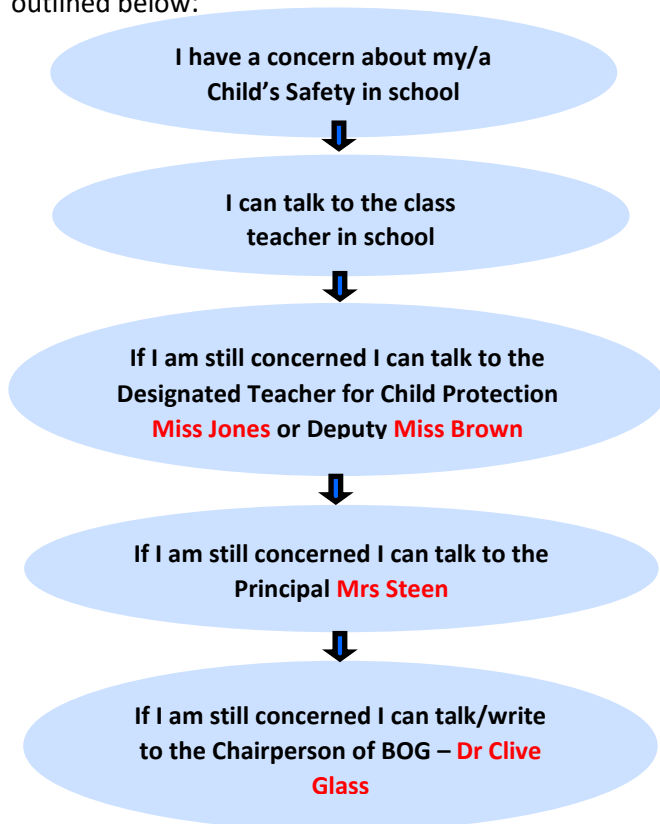 outlined below:
I have a concern about my/a
Child’s Safety in school
I can talk to the class
teacher in school
If I am still concerned I can talk to the
Designated Teacher for Child Protection
Miss Jones or Deputy Miss Brown
If I am still concerned I can talk to the
Principal Mrs Steen
If I am still concerned I can talk/write
to the Chairperson of BOG – Dr Clive
Glass